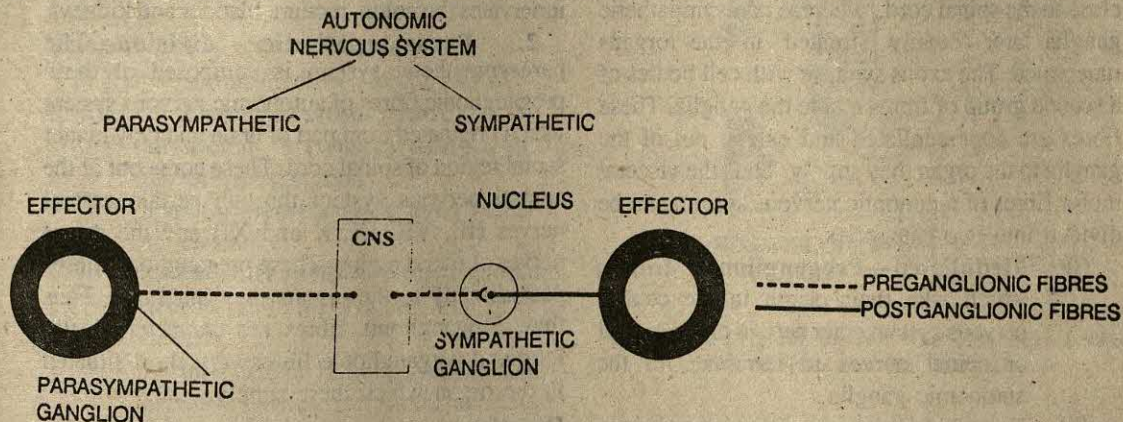 AUTONOMIC
NERVOUS SYSTEM
PARASYMPATHETIC
SYMPATHETIC
EFFECTOR
NUCLEUS
EFFECTOR
CNS
PREGANGLIONIC FIBRES
POSTGANGLIONIC FIBRES
SYMPATHETIC
GANGLION
PARASYMPATHETIC
GANGLION